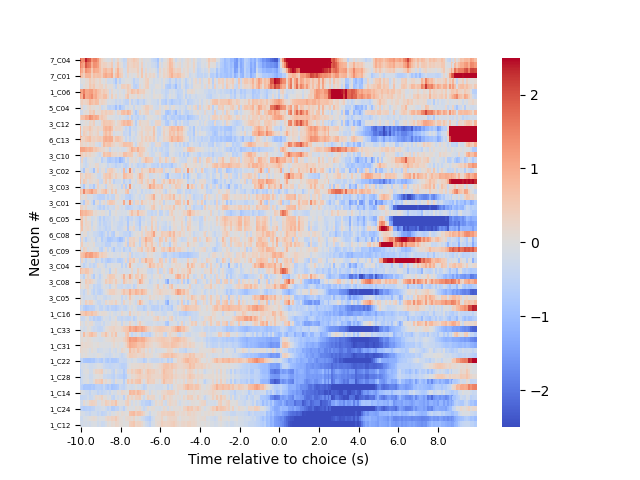 7_C04
7_C01
1_C06
5_C04
3_C12
6_C13
3_C10
3_C02
3_C03
3_C01
6_C05
6_C08
6_C09
3_C04
3_C08
3_C05
1_C16
1_C33
1_C31
1_C22
1_C28
1_C14
1_C24
1_C12
Neuron #
-10.0 -8.0 -6.0 -4.0 -2.0 0.0 2.0 4.0 6.0 8.0
Time relative to choice (s)
2
1
0
−1
−2